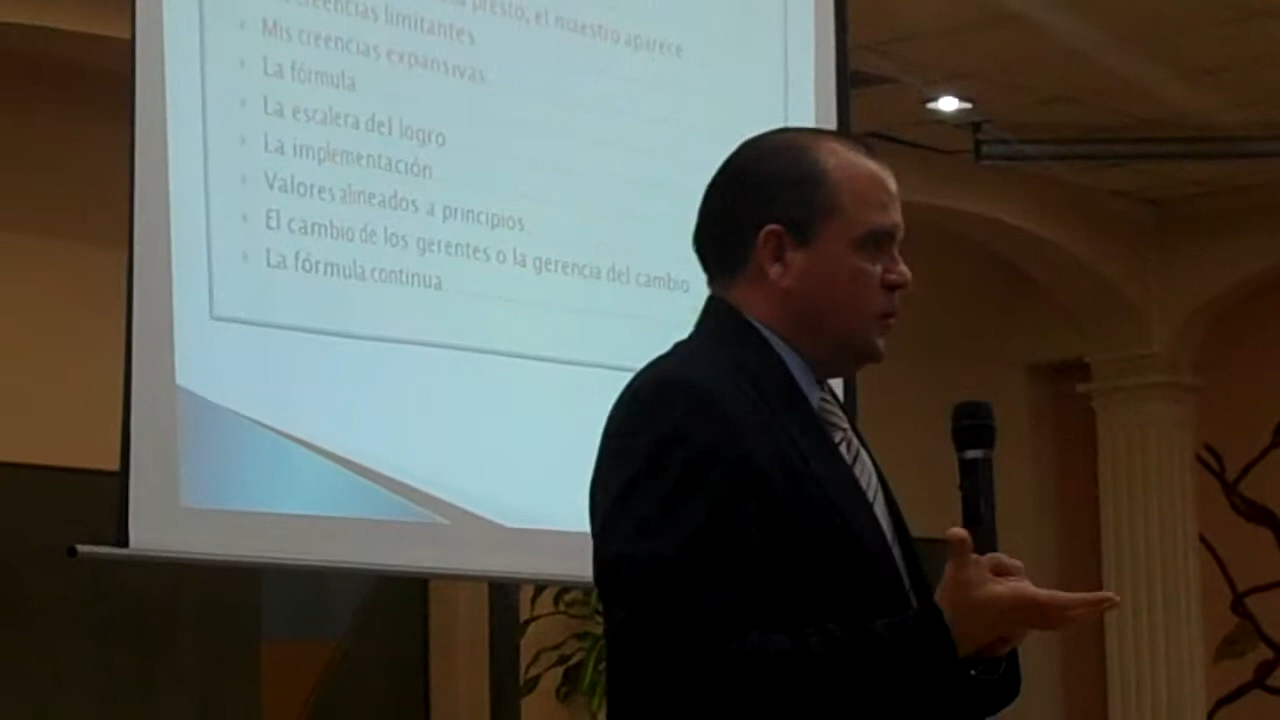 presto, el maestro aparece
creencias limitantes
Mis creencias expansivas
La fórmula
La escalera del logro
La implementación
Valores alineados a principios
El cambio de los gerentes o la gerencia del cambio
La fórmula continua